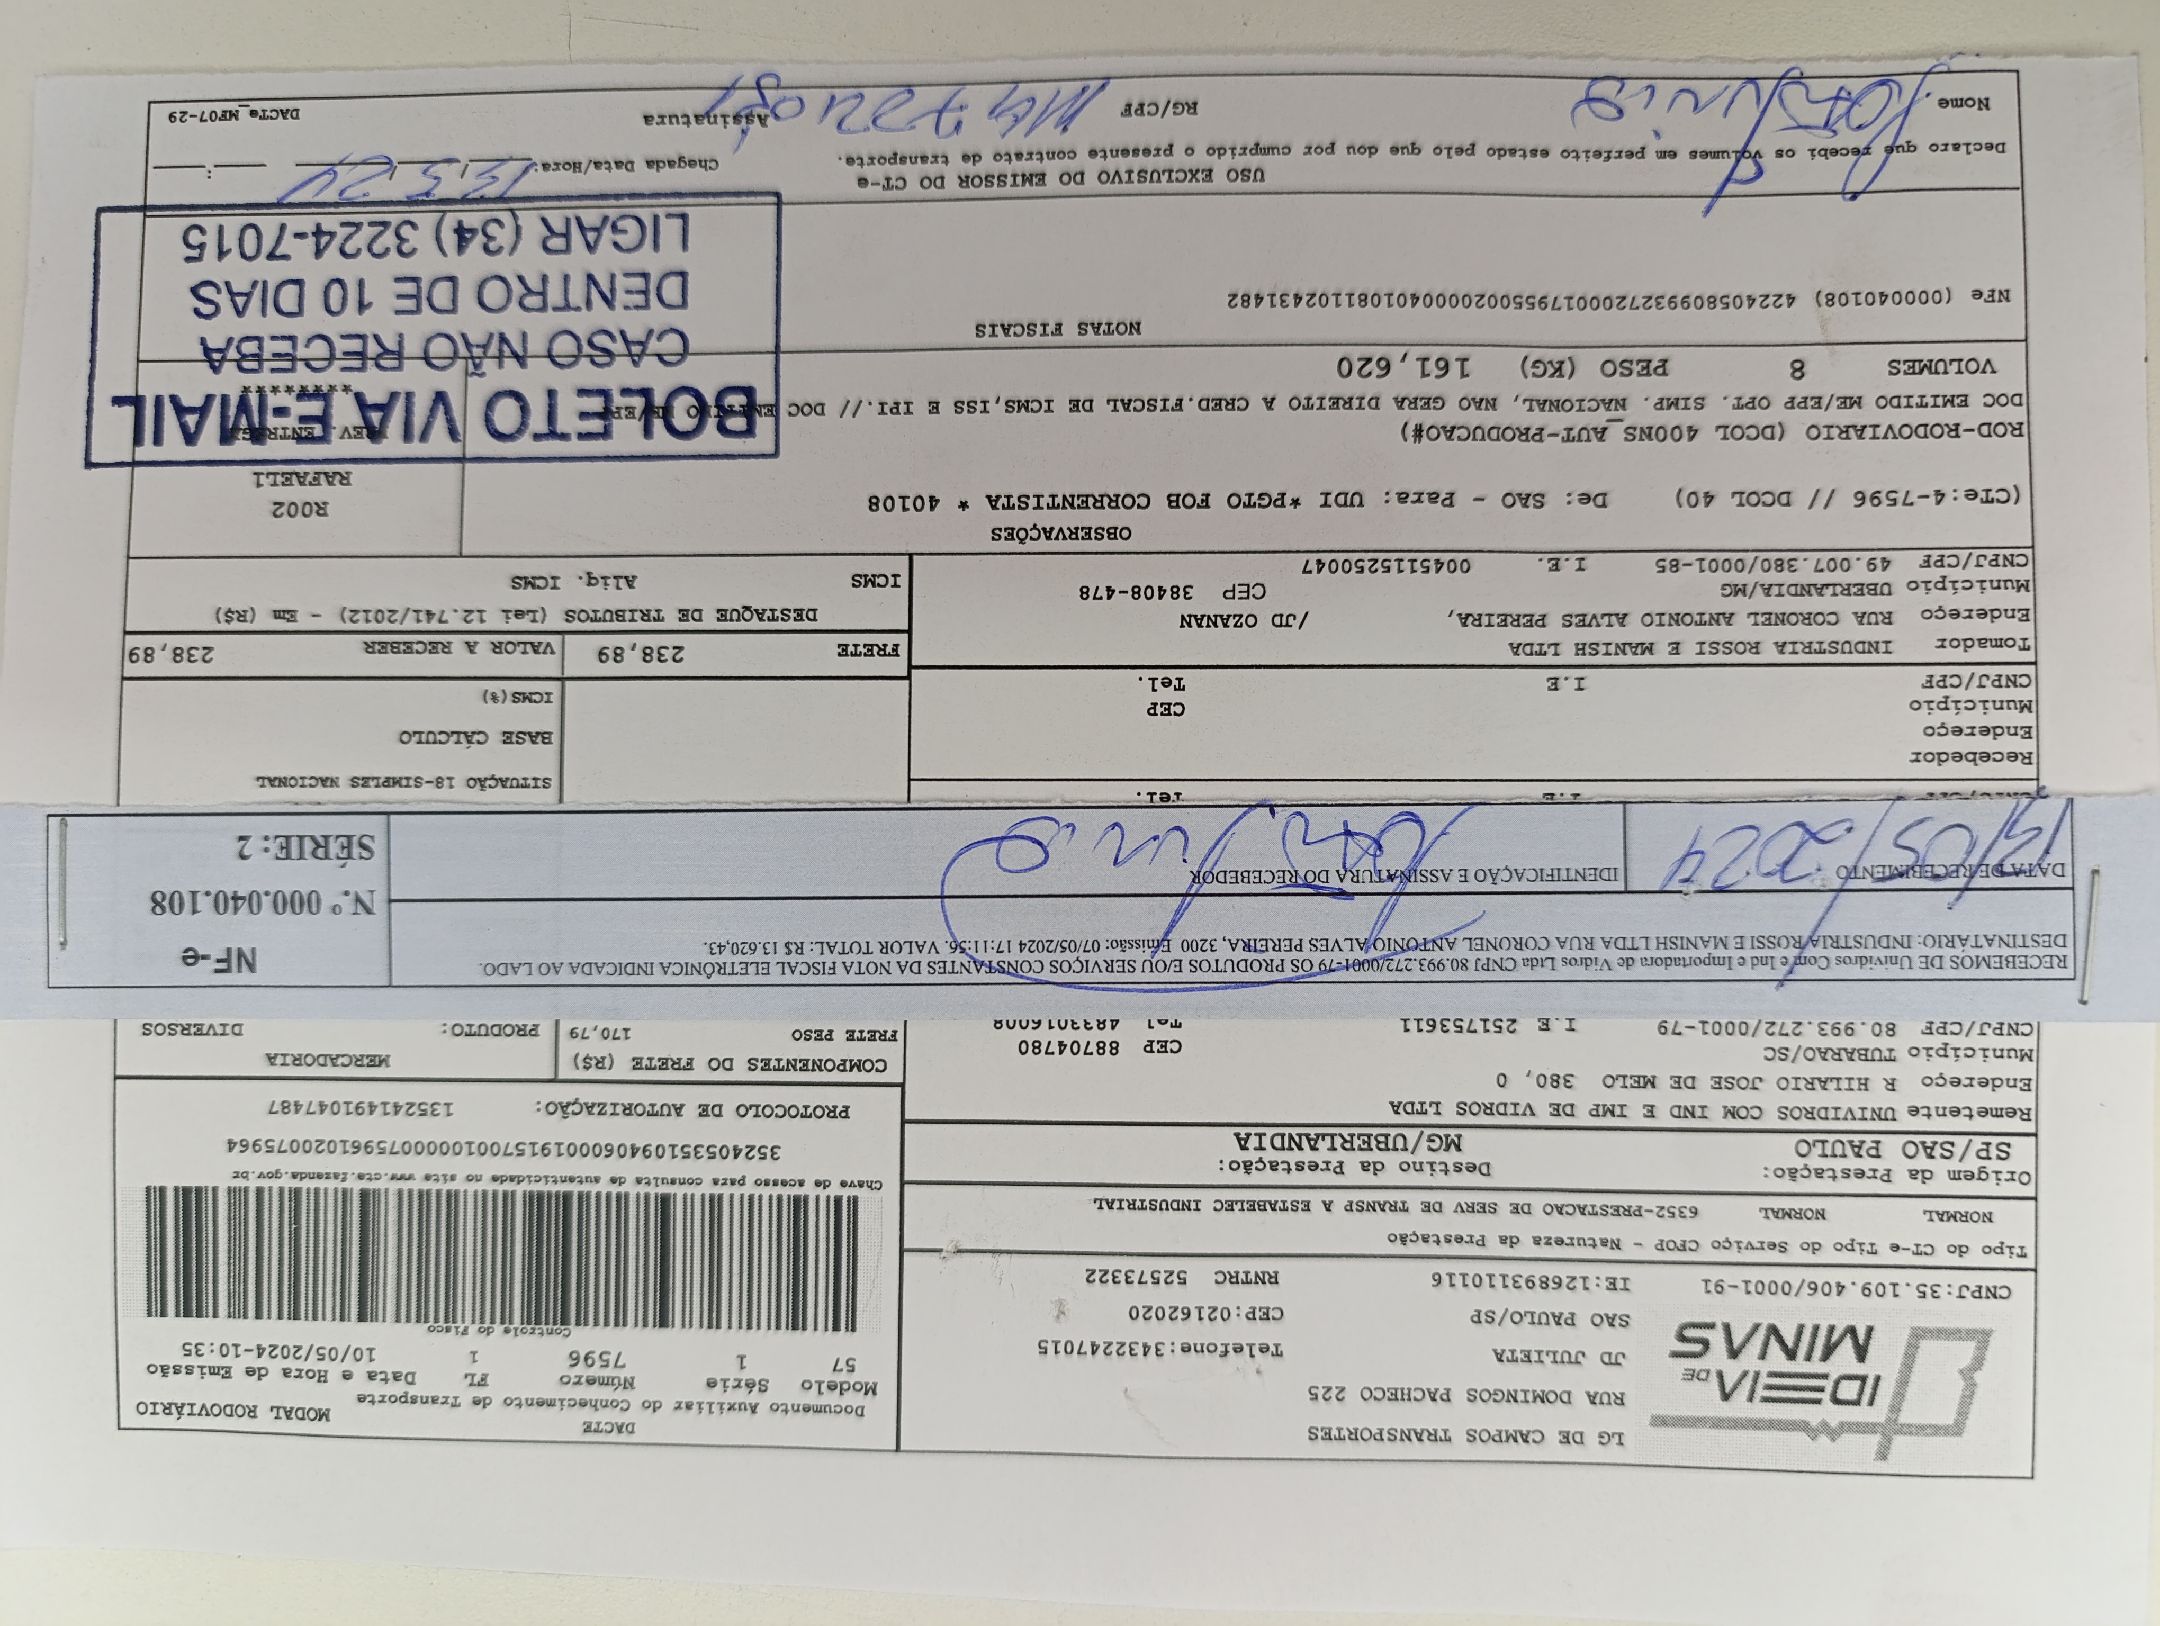 IDEIA DE
MINAS
LG DE CAMPOS TRANSPORTES
RUA DOMINGOS PACHECO 225
JD JULIETA Telefone:3432247015
SAO PAULO/SP CEP:02162020
CNPJ:35.109.406/0001-91 IE:126893110116 RNTRC 52573322
DACTE
Documento Auxiliar do Conhecimento de Transporte
MODAL RODOVIÁRIO
Modelo Série Número FL Data e Hora de Emissão
57 1 7596 1 10/05/2024-10:35
Controle do Fisco
Chave de acesso para consulta de autenticidade no site www.cte.fazenda.gov.br
35240535109406000191570010000075961020075964
PROTOCOLO DE AUTORIZAÇÃO: 135241491047487
Tipo do CT-e Tipo do Serviço CFOP - Natureza da Prestação
NORMAL NORMAL 6352-PRESTACAO DE SERV DE TRANSP A ESTABELEC INDUSTRIAL
Origem da Prestação: Destino da Prestação:
SP/SAO PAULO MG/UBERLANDIA
Remetente UNIVIDROS COM IND E IMP DE VIDROS LTDA
Endereço R HILARIO JOSE DE MELO 380, 0
Município TUBARAO/SC CEP 88704780
CNPJ/CPF 80.993.272/0001-79 I.E 251753611 Tel 4833016008
COMPONENTES DO FRETE (R$) MERCADORIA
FRETE PESO 170,79 PRODUTO: DIVERSOS
RECEBEMOS DE Unividros Com e Ind e Importadora de Vidros Ltda CNPJ 80.993.272/0001-79 OS PRODUTOS E/OU SERVIÇOS CONSTANTES DA NOTA FISCAL ELETRÔNICA INDICADA AO LADO.
DESTINATÁRIO: INDUSTRIA ROSSI E MANISH LTDA RUA CORONEL ANTONIO ALVES PEREIRA, 3200 Emissão: 07/05/2024 17:11:56. VALOR TOTAL: R$ 13.620,43.
DATA DE RECEBIMENTO IDENTIFICAÇÃO E ASSINATURA DO RECEBEDOR
13/05/2024
NF-e
N.º 000.040.108
SÉRIE: 2
I.E Tel.
Recebedor
Endereço
Município CEP
CNPJ/CPF I.E Tel.
SITUAÇÃO 18-SIMPLES NACIONAL
BASE CÁLCULO
ICMS(%)
Tomador INDUSTRIA ROSSI E MANISH LTDA
Endereço RUA CORONEL ANTONIO ALVES PEREIRA, /JD OZANAN
Município UBERLANDIA/MG CEP 38408-478
CNPJ/CPF 49.007.380/0001-85 I.E. 0045115250047
FRETE 238,89 VALOR A RECEBER 238,89
DESTAQUE DE TRIBUTOS (Lei 12.741/2012) - Em (R$)
ICMS Aliq. ICMS
OBSERVAÇÕES
(CTe:4-7596 // DCOL 40) De: SAO - Para: UDI *PGTO FOB CORRENTISTA * 40108
R002
RAFAEL1
ROD-RODOVIARIO (DCOL 400NS_AUT-PRODUCAO#)
DOC EMITIDO ME/EPP OPT. SIMP. NACIONAL, NAO GERA DIREITO A CRED.FISCAL DE ICMS,ISS E IPI.// DOC EMITIDO ME/EPP
PREV. ENTREGA
********
VOLUMES 8 PESO (KG) 161,620
NOTAS FISCAIS
NFe (000040108) 42240580993272000179550020000401081102431482
BOLETO VIA E-MAIL
CASO NÃO RECEBA
DENTRO DE 10 DIAS
LIGAR (34) 3224-7015
USO EXCLUSIVO DO EMISSOR DO CT-e
Declaro que recebi os volumes em perfeito estado pelo que dou por cumprido o presente contrato de transporte.
Chegada Data/Hora: 13/5/24 :
Nome RG/CPF Assinatura
DACTe_MF07-29